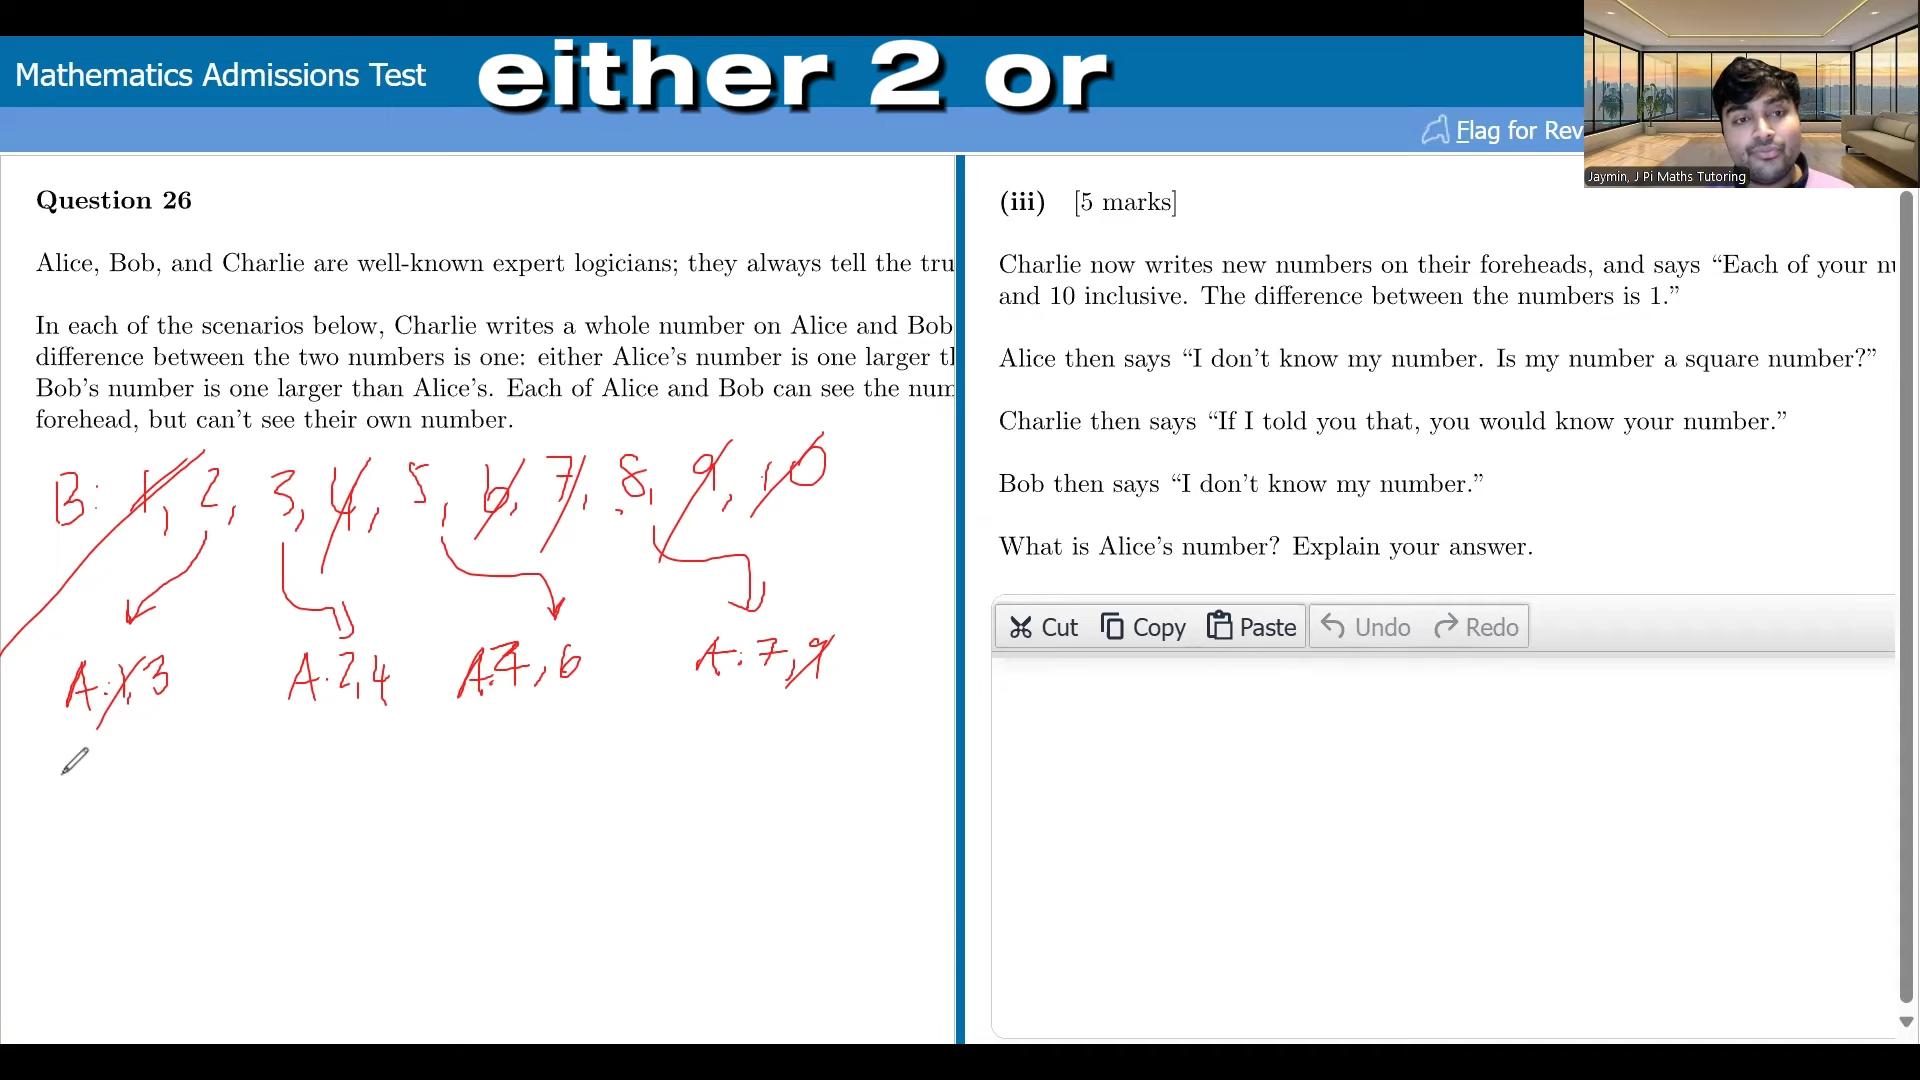 either 2 or
Mathematics Admissions Test
Flag for Rev
Jaymin, J Pi Maths Tutoring
Question 26
Alice, Bob, and Charlie are well-known expert logicians; they always tell the tru
In each of the scenarios below, Charlie writes a whole number on Alice and Bob
difference between the two numbers is one: either Alice's number is one larger th
Bob's number is one larger than Alice's. Each of Alice and Bob can see the num
forehead, but can't see their own number.
B: 1, 2, 3, 4, 5, 6, 7, 8, 9, 10
A: 1, 3
A: 2, 4
A: 4, 6
A: 7, 9
(iii) [5 marks]
Charlie now writes new numbers on their foreheads, and says “Each of your nu
and 10 inclusive. The difference between the numbers is 1.”
Alice then says “I don't know my number. Is my number a square number?”
Charlie then says “If I told you that, you would know your number.”
Bob then says “I don't know my number.”
What is Alice's number? Explain your answer.
Cut Copy Paste Undo Redo